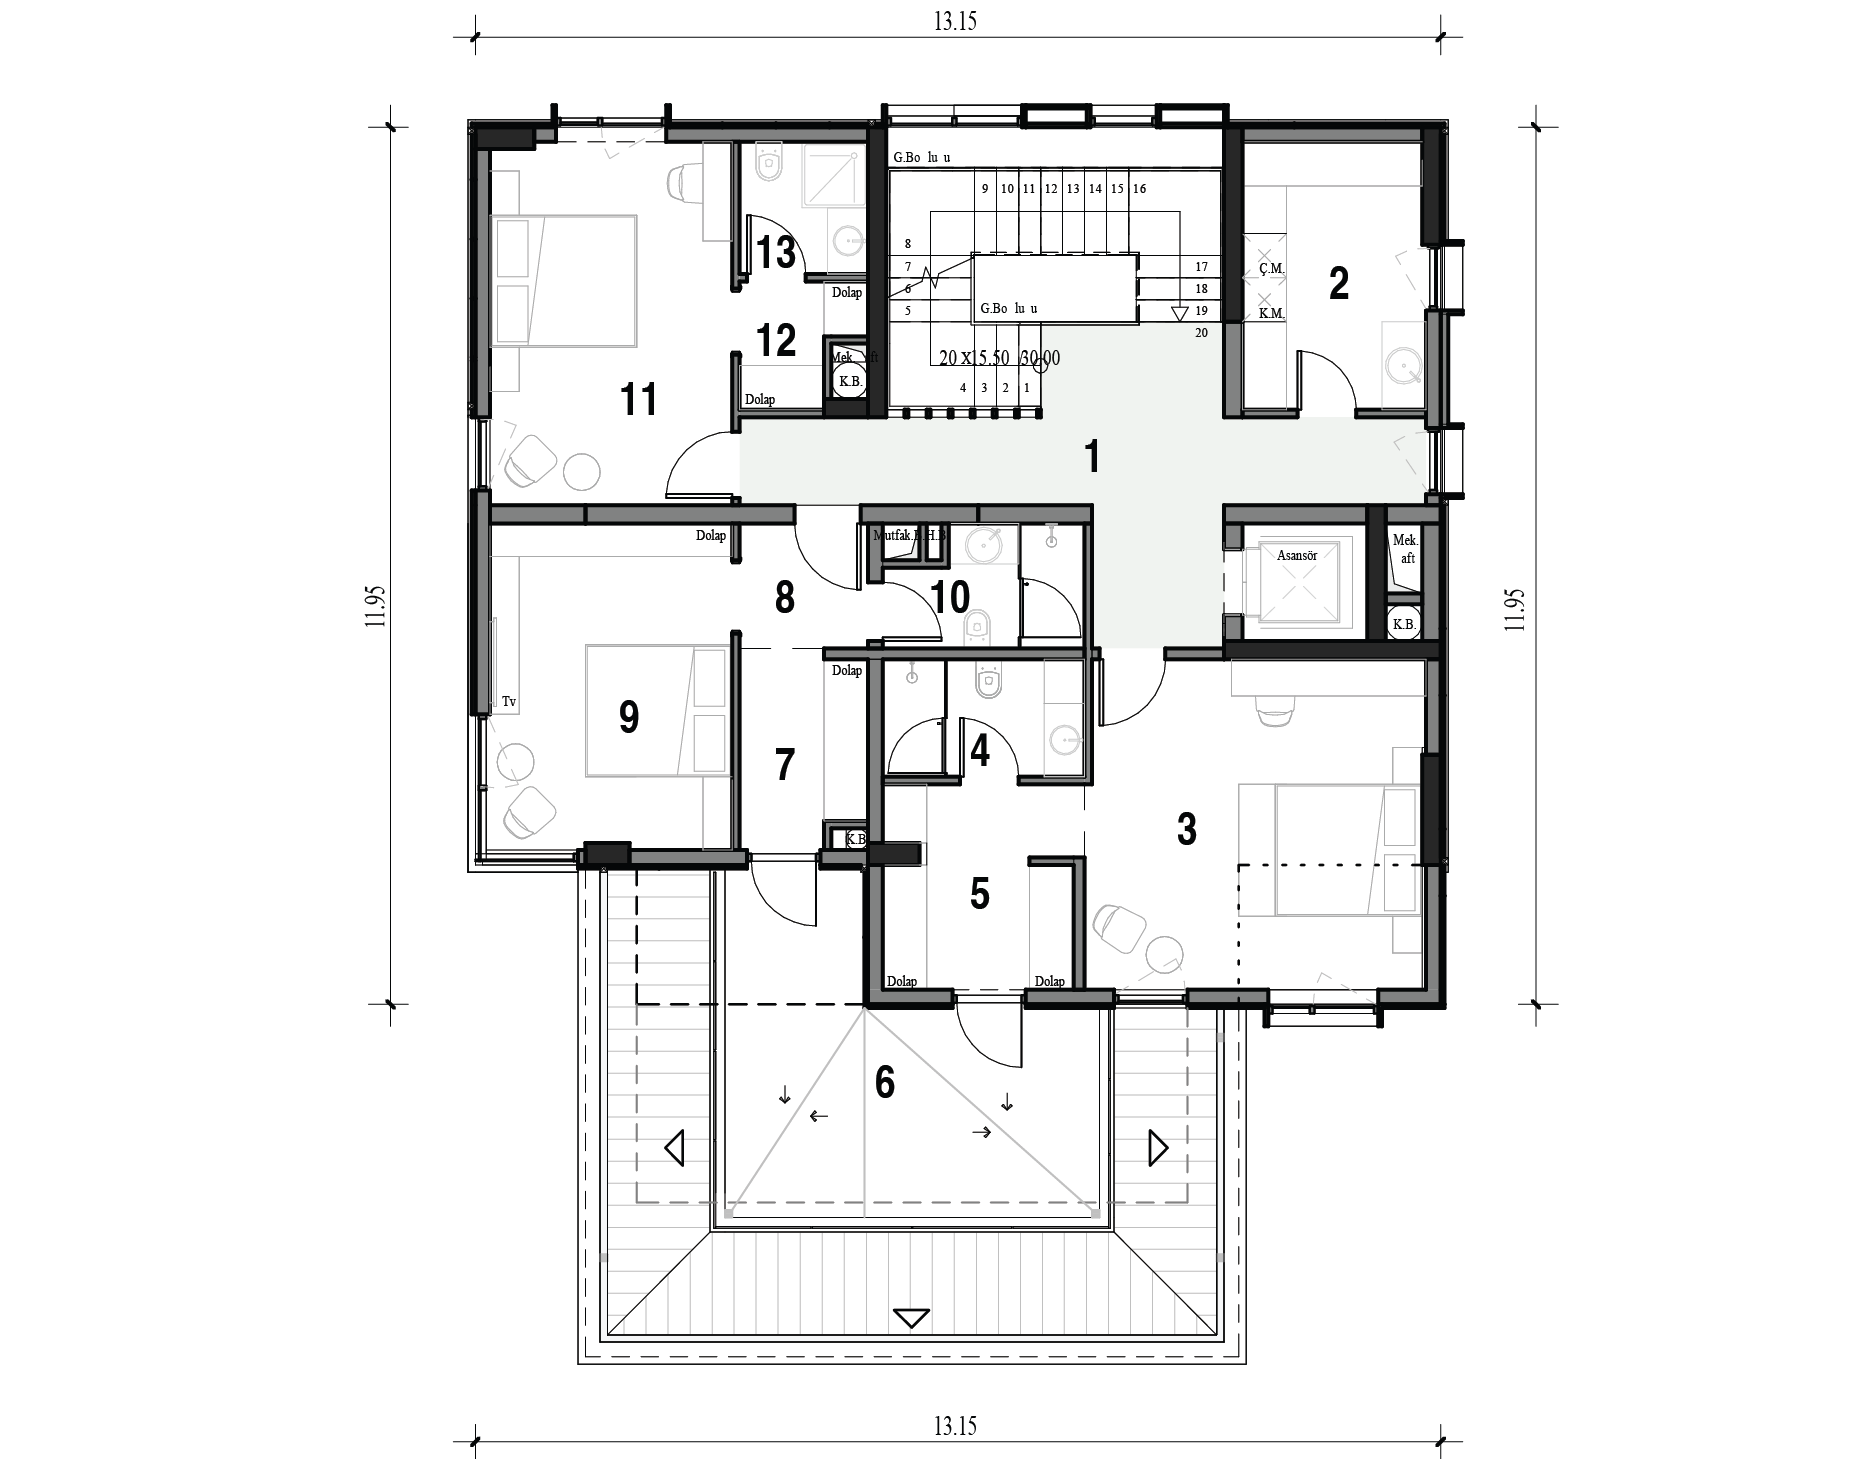 13.15
G.Bo lu u
9 10 11 12 13 14 15 16
8
7
6
5
17
18
19
20
G.Bo lu u
20 x15.50 /30.00
4 3 2 1
13
Dolap
12
Mek. aft
K.B.
Dolap
11
Ç.M.
K.M.
2
1
11.95
11.95
Dolap
Mutfak.B.H.B
Asansör
Mek.
aft
K.B.
8
10
Tv
9
Dolap
7
K.B
4
3
5
Dolap
Dolap
6
13.15